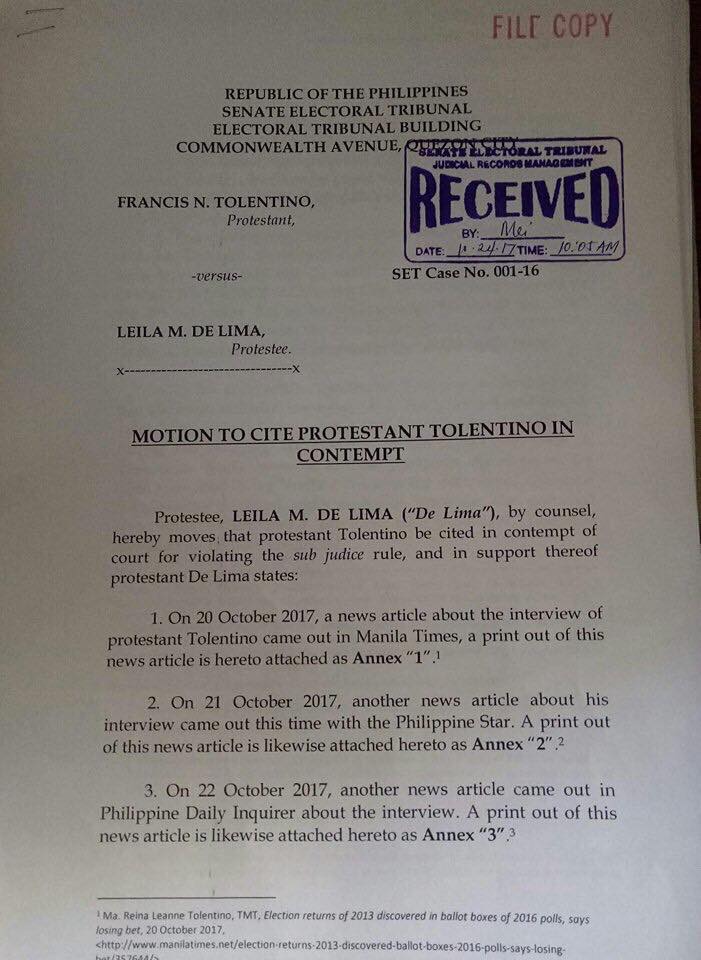 FILE COPY
REPUBLIC OF THE PHILIPPINES
SENATE ELECTORAL TRIBUNAL
ELECTORAL TRIBUNAL BUILDING
COMMONWEALTH AVENUE, QUEZON CITY
SENATE ELECTORAL TRIBUNAL
JUDICIAL RECORDS MANAGEMENT
RECEIVED
BY: Mei
DATE: 10-24-17 TIME: 10:05 AM
FRANCIS N. TOLENTINO,
Protestant,
-versus-
SET Case No. 001-16
LEILA M. DE LIMA,
Protestee.
x--------------------------------x
MOTION TO CITE PROTESTANT TOLENTINO IN
CONTEMPT
Protestee, LEILA M. DE LIMA ("De Lima"), by counsel,
hereby moves that protestant Tolentino be cited in contempt of
court for violating the sub judice rule, and in support thereof
protestant De Lima states:
1. On 20 October 2017, a news article about the interview of
protestant Tolentino came out in Manila Times, a print out of this
news article is hereto attached as Annex "1".1
2. On 21 October 2017, another news article about his
interview came out this time with the Philippine Star. A print out
of this news article is likewise attached hereto as Annex "2".2
3. On 22 October 2017, another news article came out in
Philippine Daily Inquirer about the interview. A print out of this
news article is likewise attached hereto as Annex "3".3
1 Ma. Reina Leanne Tolentino, TMT, Election returns of 2013 discovered in ballot boxes of 2016 polls, says
losing bet, 20 October 2017,
<http://www.manilatimes.net/election-returns-2013-discovered-ballot-boxes-2016-polls-says-losing-
bet/357644/>